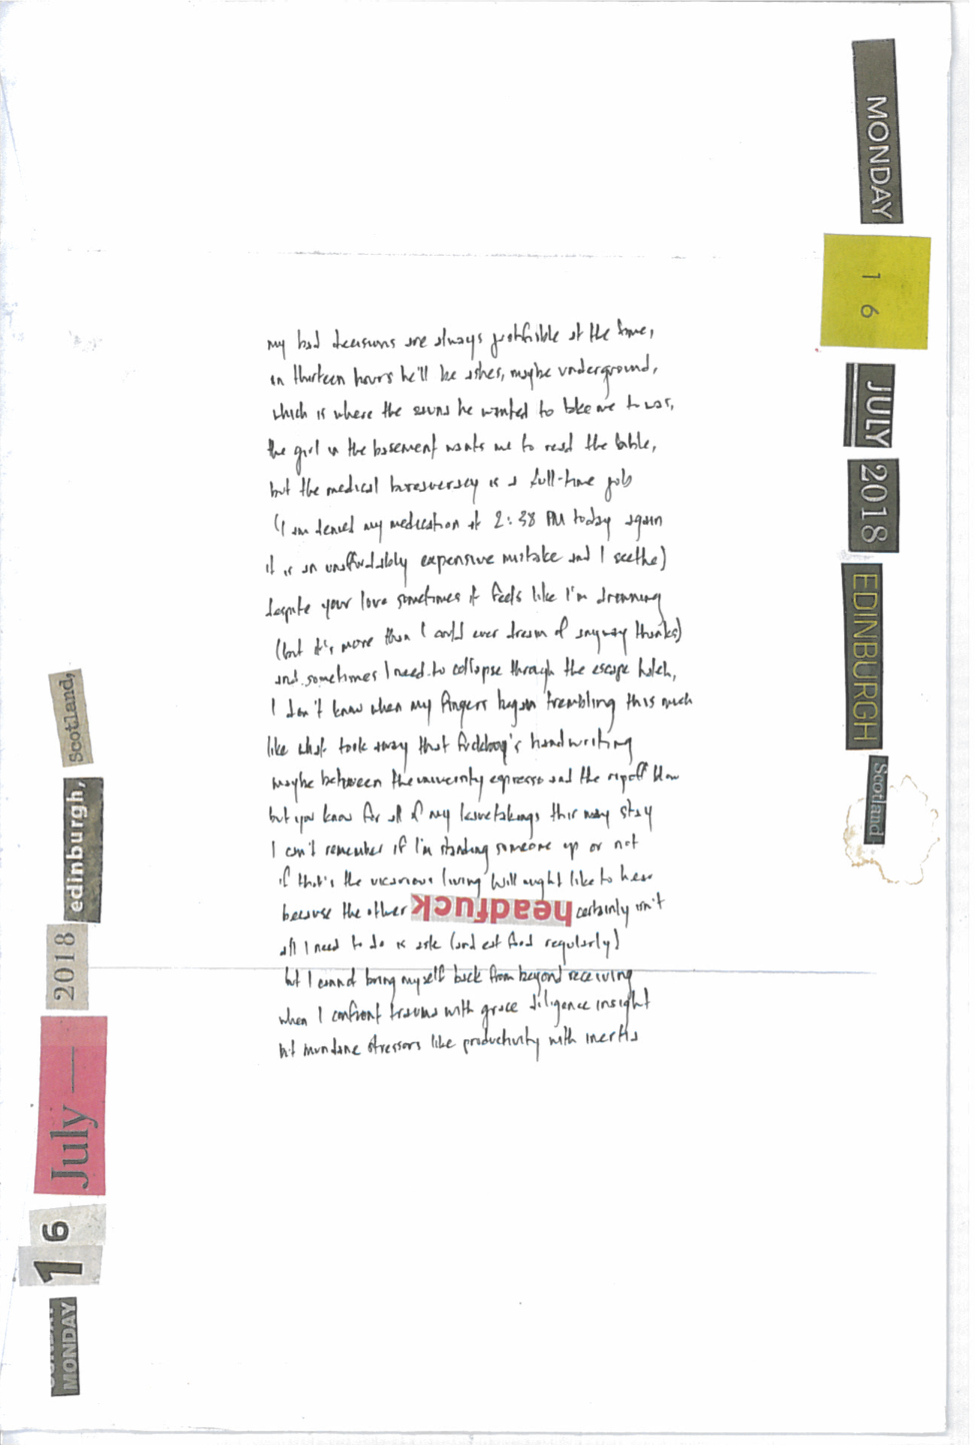 MONDAY
16
JULY
2018
EDINBURGH
Scotland
my bad decisions are always justifiable at the time,
in thirteen hours he'll be ashes, maybe underground,
which is where the sauna he wanted to take me to was,
the girl in the basement wants me to read the bible,
but the medical bureaucracy is a full-time job
(I am denied my medication at 2:38 PM today again
it is an unaffordably expensive mistake and I seethe)
despite your love sometimes it feels like I'm drowning
(but it's more than I could ever dream of anyway thanks)
and sometimes I need to collapse through the escape hatch,
I don't know when my fingers began trembling this much
like what took away that fuckboy's handwriting
maybe between the university espresso and the ripoff
but you know for all of my leavetakings this may stay
I can't remember if I'm standing someone up or not
if that's the vicarious living Will might like to hear
because the other headfuck certainly isn't
all I need to do is ask (and eat food regularly)
but I cannot bring myself back from beyond receiving
when I confront trauma with grace diligence insight
but mundane stressors like productivity with inertia
MONDAY
16
July —
2018
edinburgh,
Scotland,